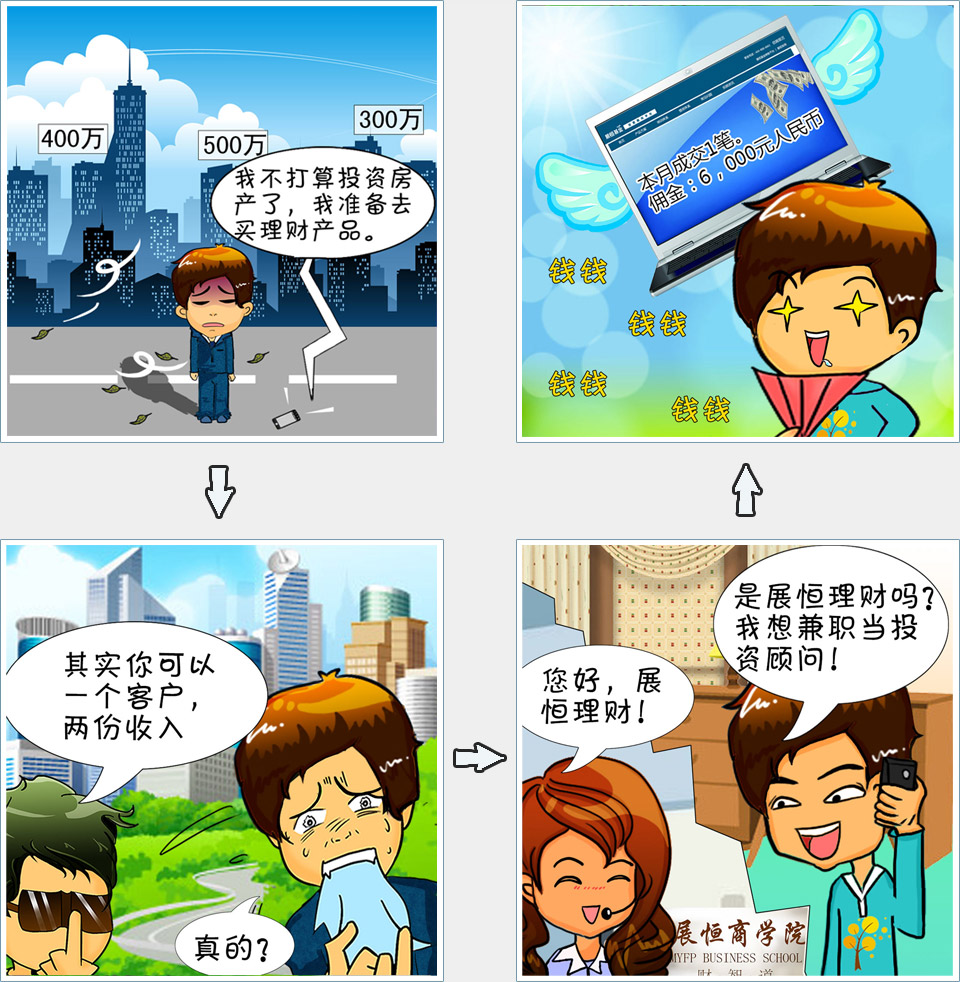 400万
500万
300万
我不打算投资房
产了，我准备去
买理财产品。
其实你可以
一个客户，
两份收入
真的？
您好，展
恒理财！
是展恒理财吗？
我想兼职当投
资顾问！
展恒商学院
MYFP BUSINESS SCHOOL
财 智 道
本月成交1笔。
佣金：6，000元人民币
钱钱
钱钱
钱钱
钱钱